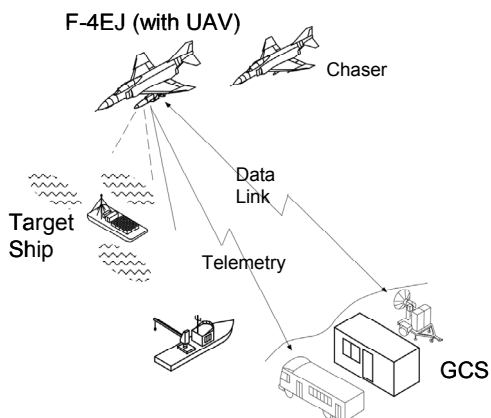 F-4EJ (with UAV)
Chaser
Data
Link
Target
Ship
Telemetry
GCS